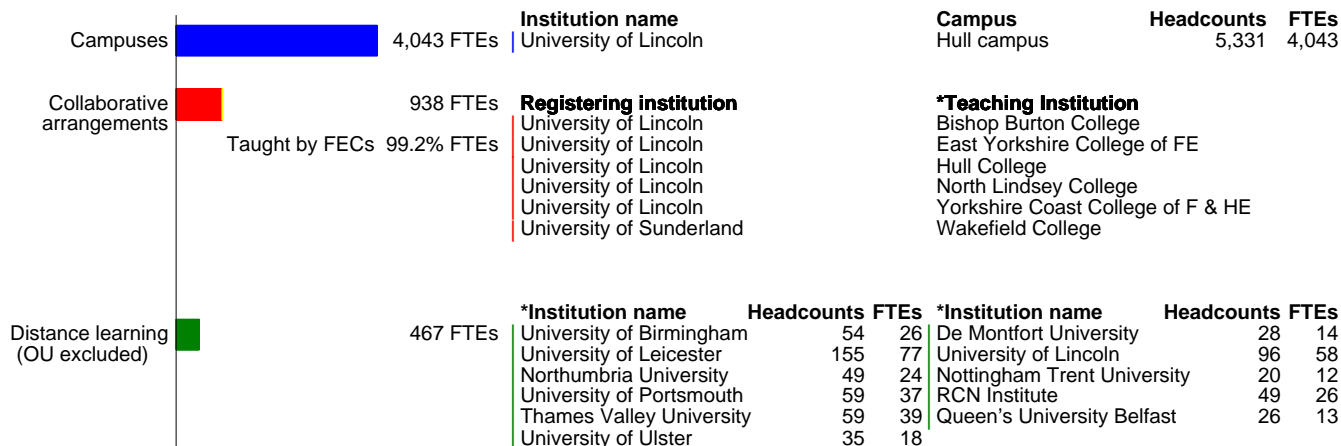 Institution name Campus Headcounts FTEs
Campuses 4,043 FTEs University of Lincoln Hull campus 5,331 4,043
Collaborative arrangements 938 FTEs Registering institution *Teaching Institution
University of Lincoln Bishop Burton College
Taught by FECs 99.2% FTEs University of Lincoln East Yorkshire College of FE
University of Lincoln Hull College
University of Lincoln North Lindsey College
University of Lincoln Yorkshire Coast College of F & HE
University of Sunderland Wakefield College
*Institution name Headcounts FTEs *Institution name Headcounts FTEs
Distance learning (OU excluded) 467 FTEs University of Birmingham 54 26 De Montfort University 28 14
University of Leicester 155 77 University of Lincoln 96 58
Northumbria University 49 24 Nottingham Trent University 20 12
University of Portsmouth 59 37 RCN Institute 49 26
Thames Valley University 59 39 Queen's University Belfast 26 13
University of Ulster 35 18